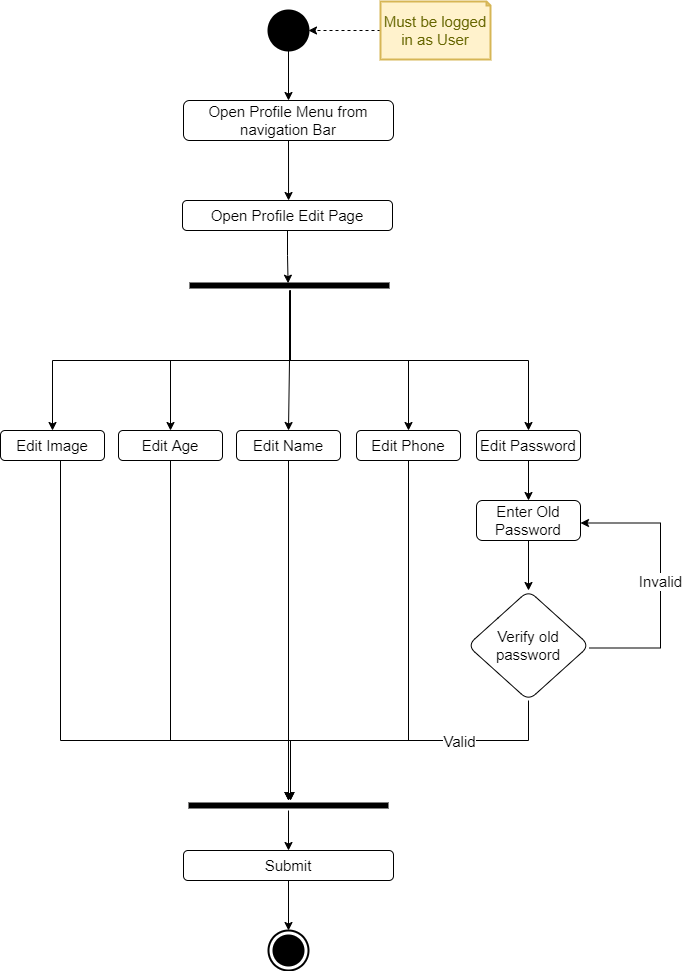 Must be logged
in as User
Open Profile Menu from
navigation Bar
Open Profile Edit Page
Edit Image
Edit Age
Edit Name
Edit Phone
Edit Password
Enter Old
Password
Invalid
Verify old
password
Valid
Submit